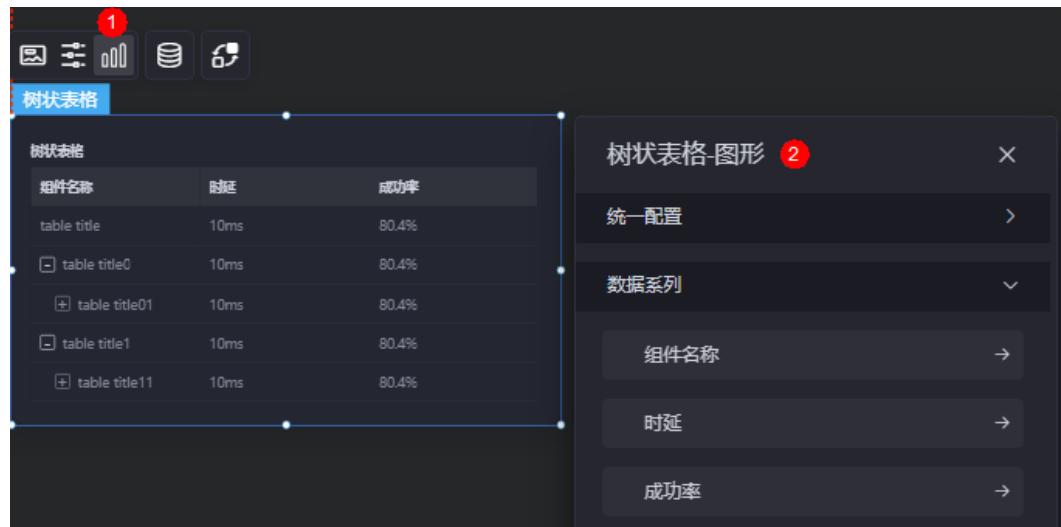 1
树状表格
树状表格
组件名称 时延 成功率
table title 10ms 80.4%
table title0 10ms 80.4%
table title01 10ms 80.4%
table title1 10ms 80.4%
table title11 10ms 80.4%
树状表格-图形 2
统一配置
数据系列
组件名称
时延
成功率